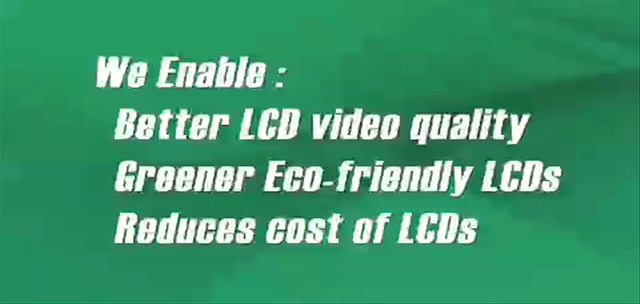 We Enable :
Better LCD video quality
Greener Eco-friendly LCDs
Reduces cost of LCDs